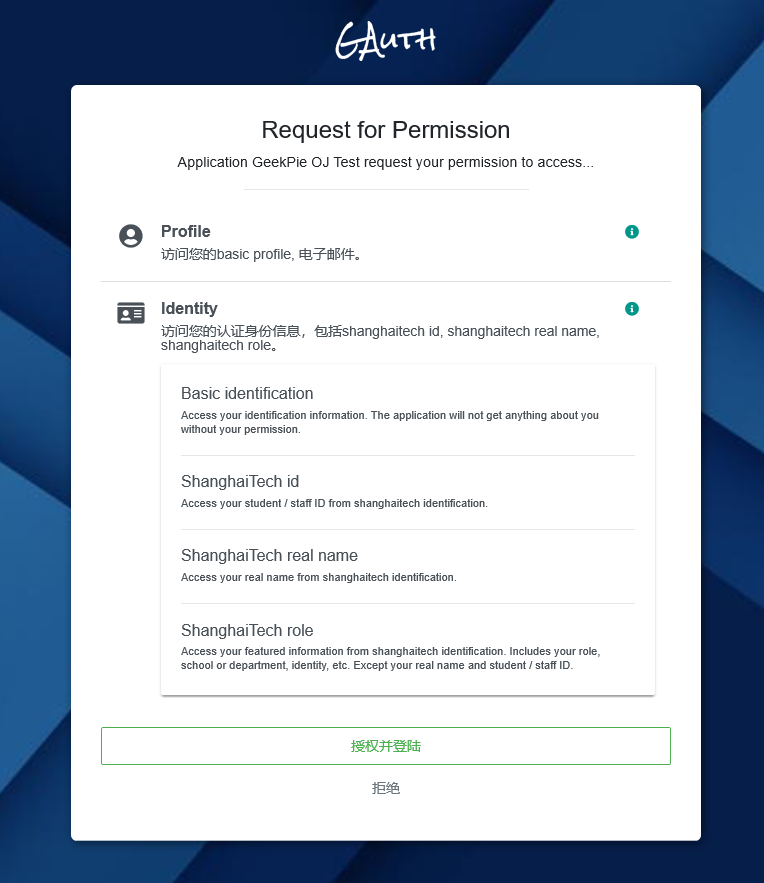 GAuth
Request for Permission
Application GeekPie OJ Test request your permission to access...
Profile
访问您的basic profile, 电子邮件。
Identity
访问您的认证身份信息，包括shanghaitech id, shanghaitech real name,
shanghaitech role。
Basic identification
Access your identification information. The application will not get anything about you
without your permission.
ShanghaiTech id
Access your student / staff ID from shanghaitech identification.
ShanghaiTech real name
Access your real name from shanghaitech identification.
ShanghaiTech role
Access your featured information from shanghaitech identification. Includes your role,
school or department, identity, etc. Except your real name and student / staff ID.
授权并登陆
拒绝